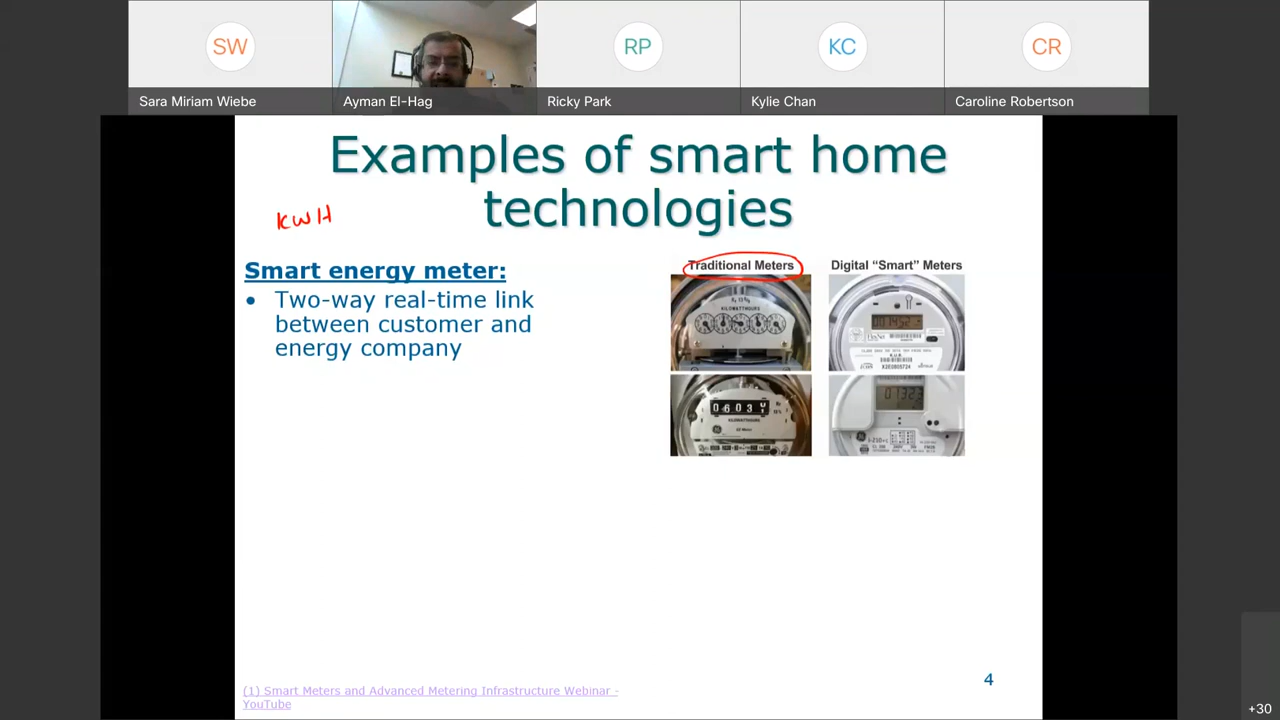 SW
RP
KC
CR
Sara Miriam Wiebe
Ayman El-Hag
Ricky Park
Kylie Chan
Caroline Robertson
Examples of smart home
technologies
KWH
Smart energy meter:
Traditional Meters
Digital “Smart” Meters
• Two-way real-time link
between customer and
energy company
KILOWATTHOURS
KILOWATTHOURS
(1) Smart Meters and Advanced Metering Infrastructure Webinar -
YouTube
4
+30